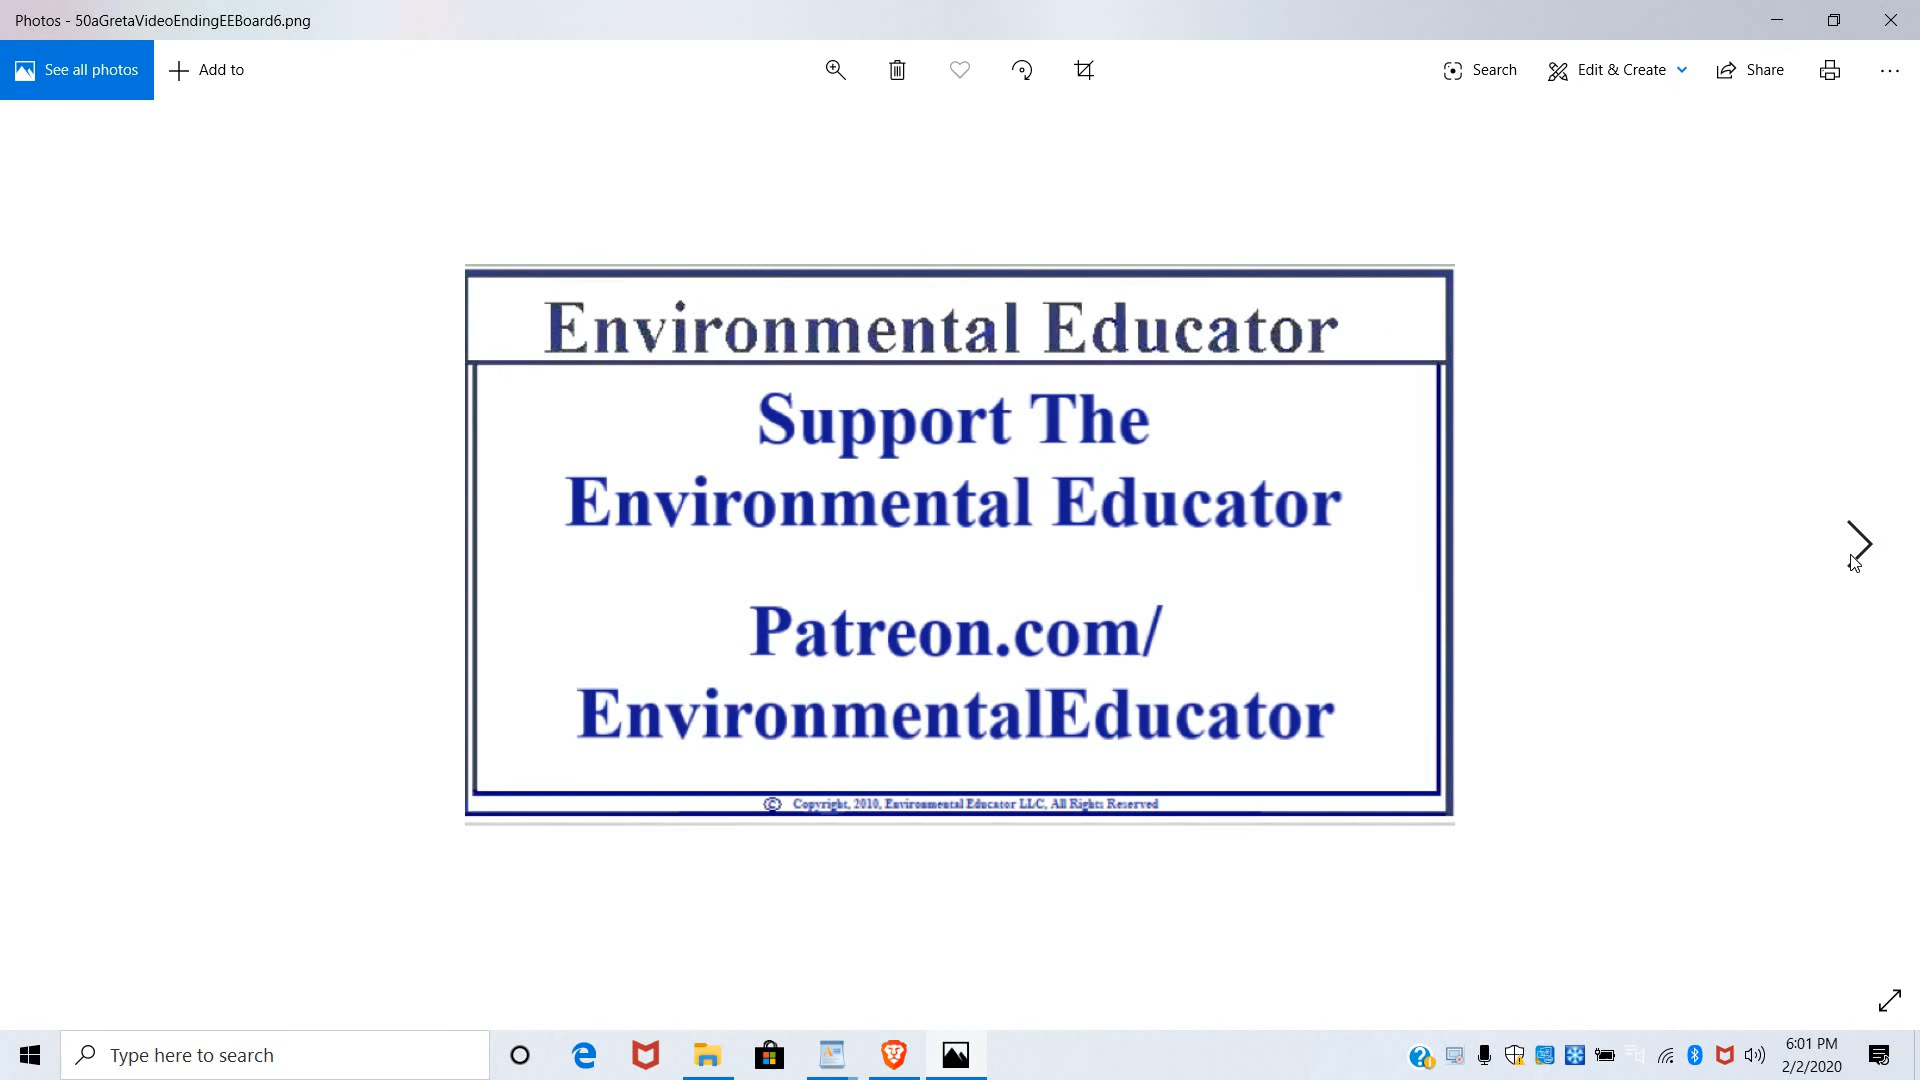 Photos - 50aGretaVideoEndingEEBoard6.png
See all photos
Add to
Search
Edit & Create
Share
Environmental Educator
Support The
Environmental Educator
Patreon.com/
EnvironmentalEducator
© Copyright, 2010, Environmental Educator LLC, All Rights Reserved
Type here to search
6:01 PM
2/2/2020